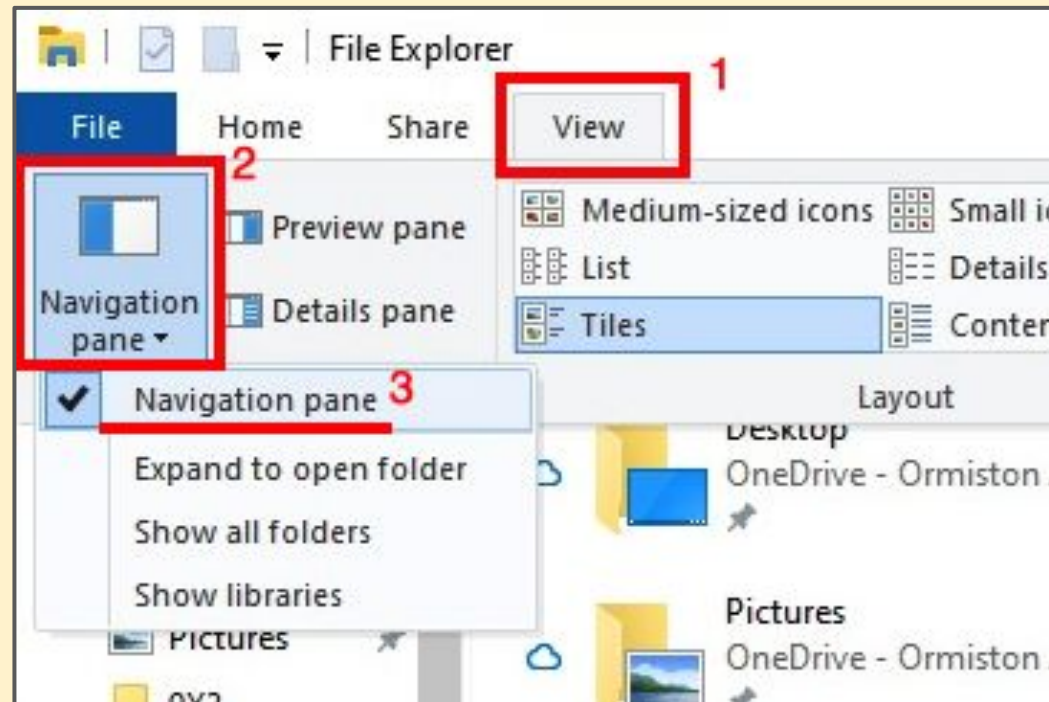 File Explorer
1
File Home Share View
2
Medium-sized icons Small
Preview pane
List Details
Navigation
pane
Details pane
Tiles
Layout
Navigation pane 3
Desktop
Expand to open folder
OneDrive - Ormiston
Show all folders
Show libraries
Pictures
Pictures
OneDrive - Ormiston